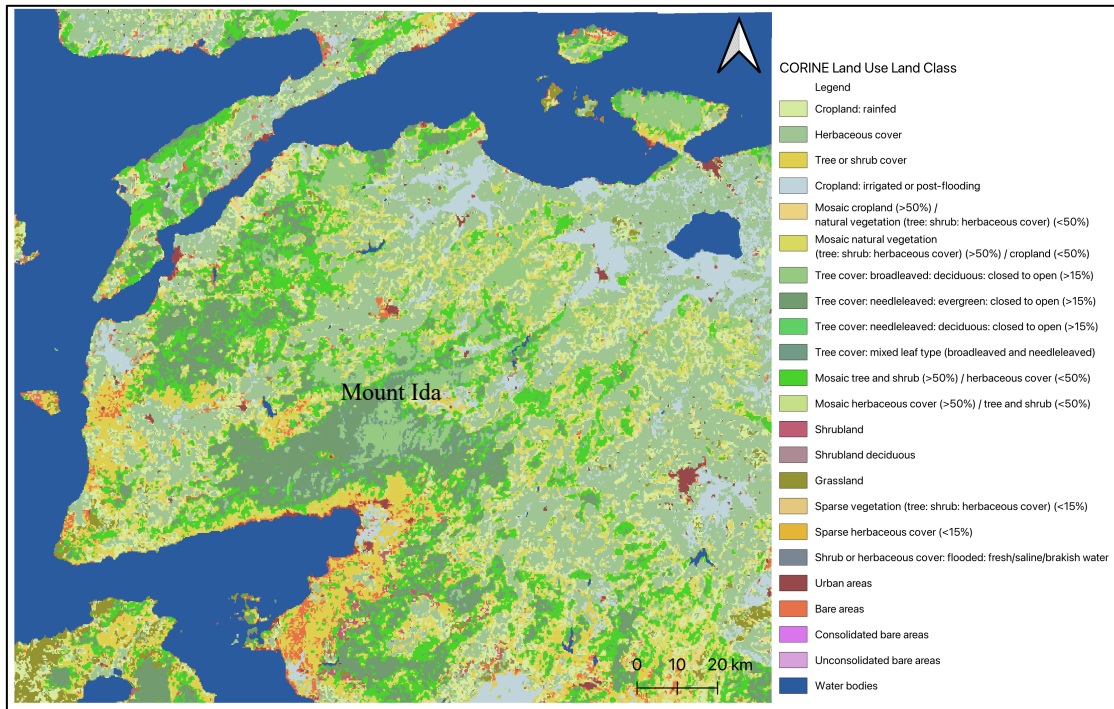 CORINE Land Use Land Class
Legend
Cropland: rainfed
Herbaceous cover
Tree or shrub cover
Cropland: irrigated or post-flooding
Mosaic cropland (>50%) /
natural vegetation (tree: shrub: herbaceous cover) (<50%)
Mosaic natural vegetation
(tree: shrub: herbaceous cover) (>50%) / cropland (<50%)
Tree cover: broadleaved: deciduous: closed to open (>15%)
Tree cover: needleleaved: evergreen: closed to open (>15%)
Tree cover: needleleaved: deciduous: closed to open (>15%)
Tree cover: mixed leaf type (broadleaved and needleleaved)
Mosaic tree and shrub (>50%) / herbaceous cover (<50%)
Mosaic herbaceous cover (>50%) / tree and shrub (<50%)
Shrubland
Shrubland deciduous
Grassland
Sparse vegetation (tree: shrub: herbaceous cover) (<15%)
Sparse herbaceous cover (<15%)
Shrub or herbaceous cover: flooded: fresh/saline/brakish water
Urban areas
Bare areas
Consolidated bare areas
Unconsolidated bare areas
Water bodies
Mount Ida
0 10 20 km